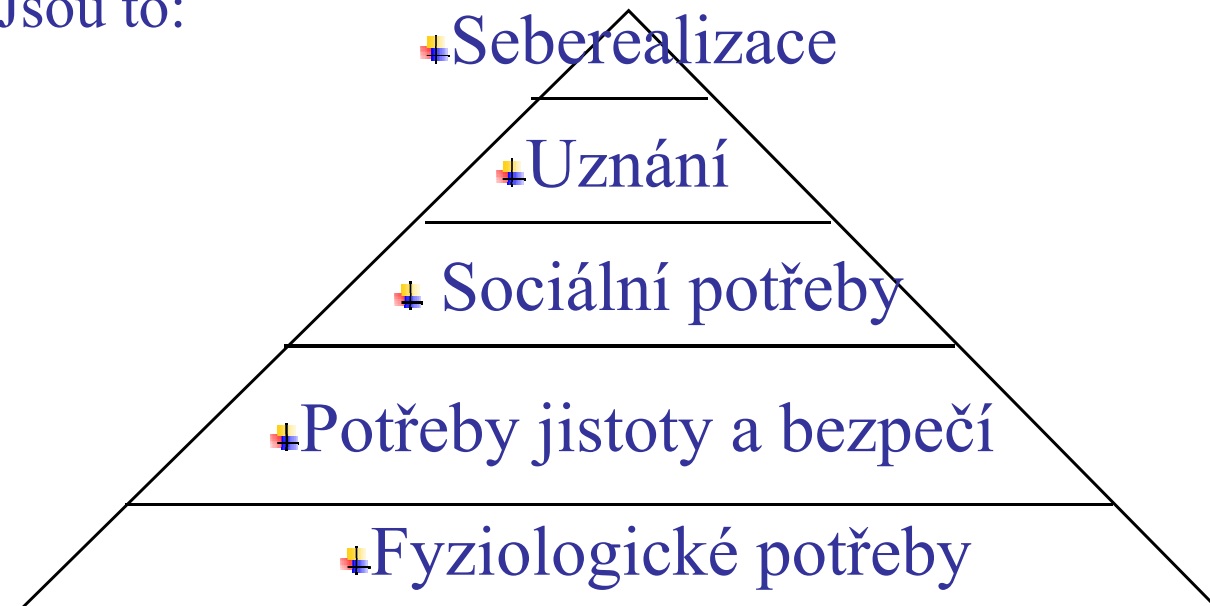 Jsou to:
Seberealizace
Uznání
Sociální potřeby
Potřeby jistoty a bezpečí
Fyziologické potřeby